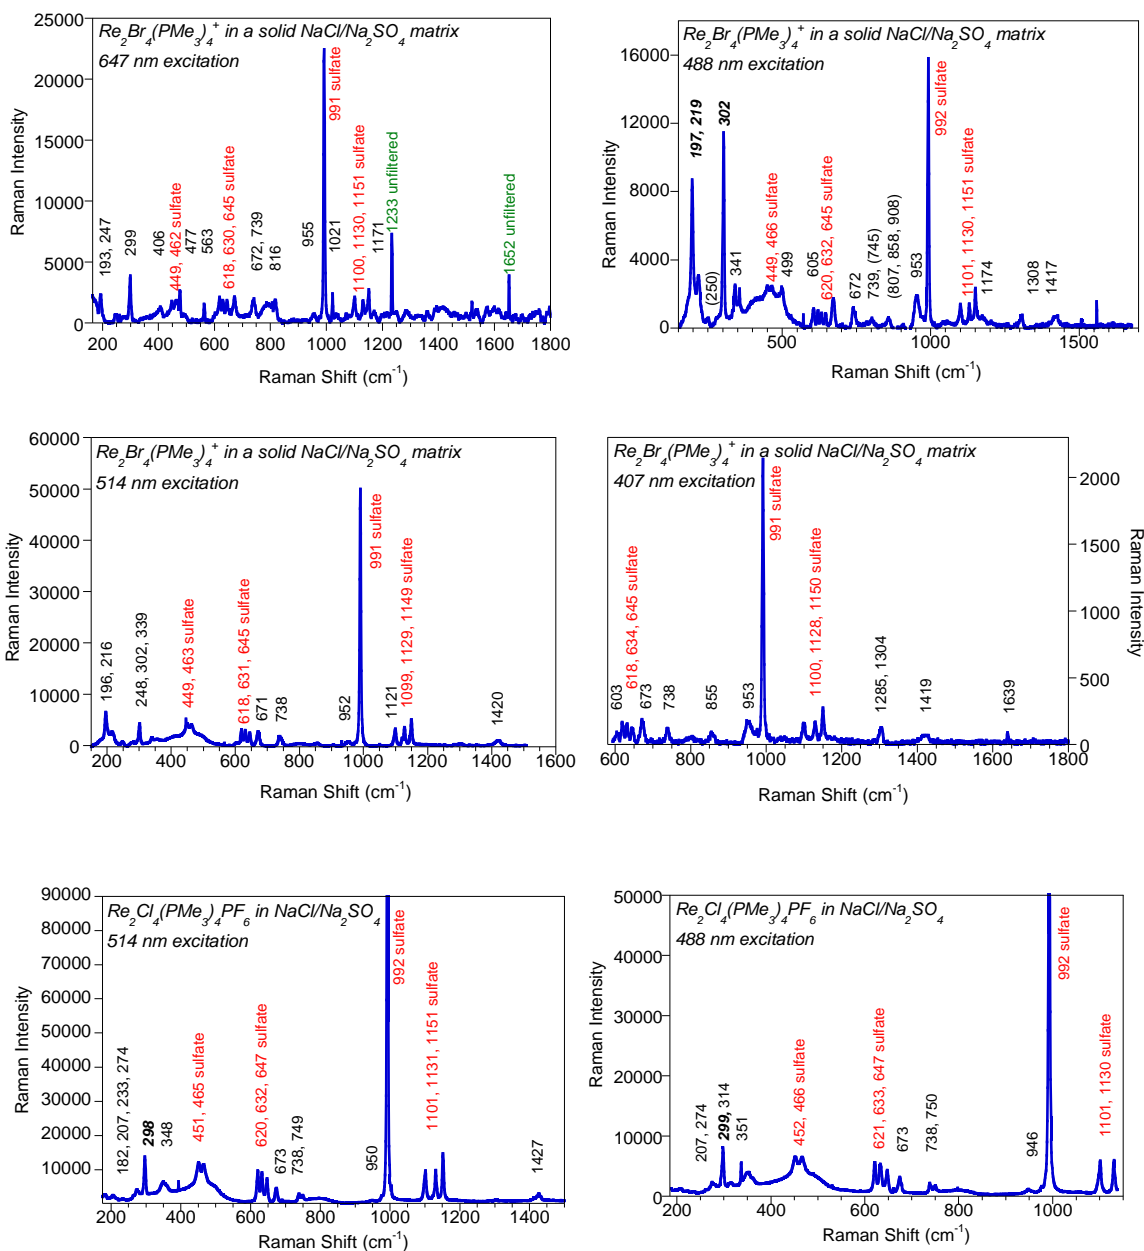 Re2Br4(PMe3)4+ in a solid NaCl/Na2SO4 matrix
647 nm excitation
Raman Intensity
25000
20000
15000
10000
5000
0
193, 247
299
406
449, 462 sulfate
477
563
618, 630, 645 sulfate
672, 739
816
955
991 sulfate
1021
1100, 1130, 1151 sulfate
1171
1233 unfiltered
1652 unfiltered
200 400 600 800 1000 1200 1400 1600 1800
Raman Shift (cm-1)
Re2Br4(PMe3)4+ in a solid NaCl/Na2SO4 matrix
488 nm excitation
Raman Intensity
16000
12000
8000
4000
0
197, 219
(250)
302
341
449, 466 sulfate
499
605
620, 632, 645 sulfate
672
739, (745)
(807, 858, 908)
953
992 sulfate
1101, 1130, 1151 sulfate
1174
1308
1417
500 1000 1500
Raman Shift (cm-1)
Re2Br4(PMe3)4+ in a solid NaCl/Na2SO4 matrix
514 nm excitation
Raman Intensity
60000
50000
40000
30000
20000
10000
0
196, 216
248, 302, 339
449, 463 sulfate
618, 631, 645 sulfate
671
738
952
991 sulfate
1121
1099, 1129, 1149 sulfate
1420
200 400 600 800 1000 1200 1400 1600
Raman Shift (cm-1)
Re2Br4(PMe3)4+ in a solid NaCl/Na2SO4 matrix
407 nm excitation
Raman Intensity
2000
1500
1000
500
0
603
618, 634, 645 sulfate
673
738
855
953
991 sulfate
1100, 1128, 1150 sulfate
1285, 1304
1419
1639
600 800 1000 1200 1400 1600 1800
Raman Shift (cm-1)
Re2Cl4(PMe3)4PF6 in NaCl/Na2SO4
514 nm excitation
Raman Intensity
90000
80000
70000
60000
50000
40000
30000
20000
10000
182, 207, 233, 274
298
348
451, 465 sulfate
620, 632, 647 sulfate
673
738, 749
950
992 sulfate
1101, 1131, 1151 sulfate
1427
200 400 600 800 1000 1200 1400
Raman Shift (cm-1)
Re2Cl4(PMe3)4PF6 in NaCl/Na2SO4
488 nm excitation
Raman Intensity
50000
40000
30000
20000
10000
0
207, 274
299, 314
351
452, 466 sulfate
621, 633, 647 sulfate
673
738, 750
946
992 sulfate
1101, 1130 sulfate
200 400 600 800 1000
Raman Shift (cm-1)